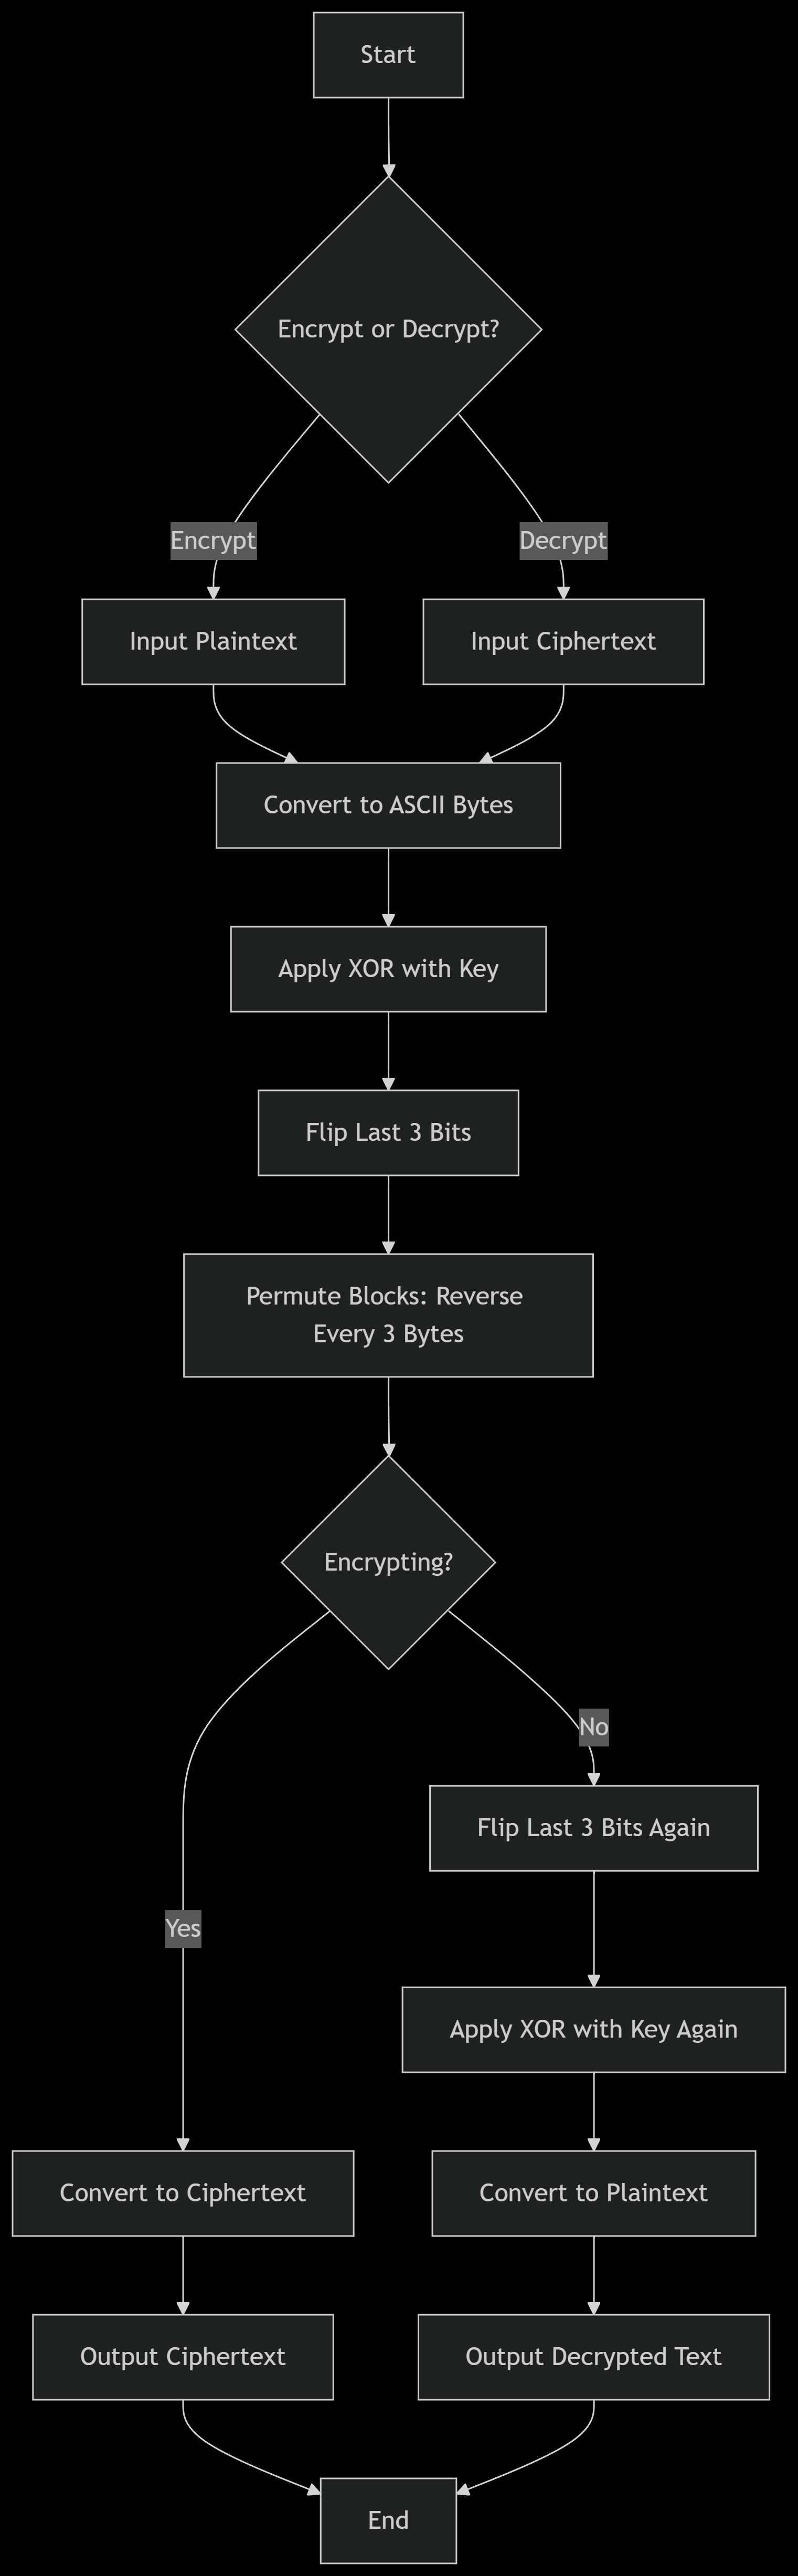 Start
Encrypt or Decrypt?
Encrypt
Decrypt
Input Plaintext
Input Ciphertext
Convert to ASCII Bytes
Apply XOR with Key
Flip Last 3 Bits
Permute Blocks: Reverse
Every 3 Bytes
Encrypting?
No
Flip Last 3 Bits Again
Yes
Apply XOR with Key Again
Convert to Ciphertext
Convert to Plaintext
Output Ciphertext
Output Decrypted Text
End